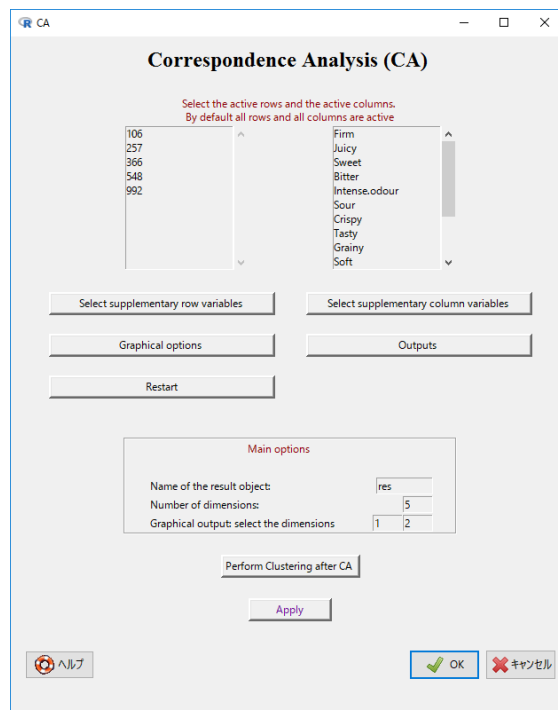 CA
Correspondence Analysis (CA)
Select the active rows and the active columns.
By default all rows and all columns are active
106
257
366
548
992
Firm
Juicy
Sweet
Bitter
Intense.odour
Sour
Crispy
Tasty
Grainy
Soft
Select supplementary row variables
Select supplementary column variables
Graphical options
Outputs
Restart
Main options
Name of the result object: res
Number of dimensions: 5
Graphical output: select the dimensions 1 2
Perform Clustering after CA
Apply
ヘルプ
OK
キャンセル